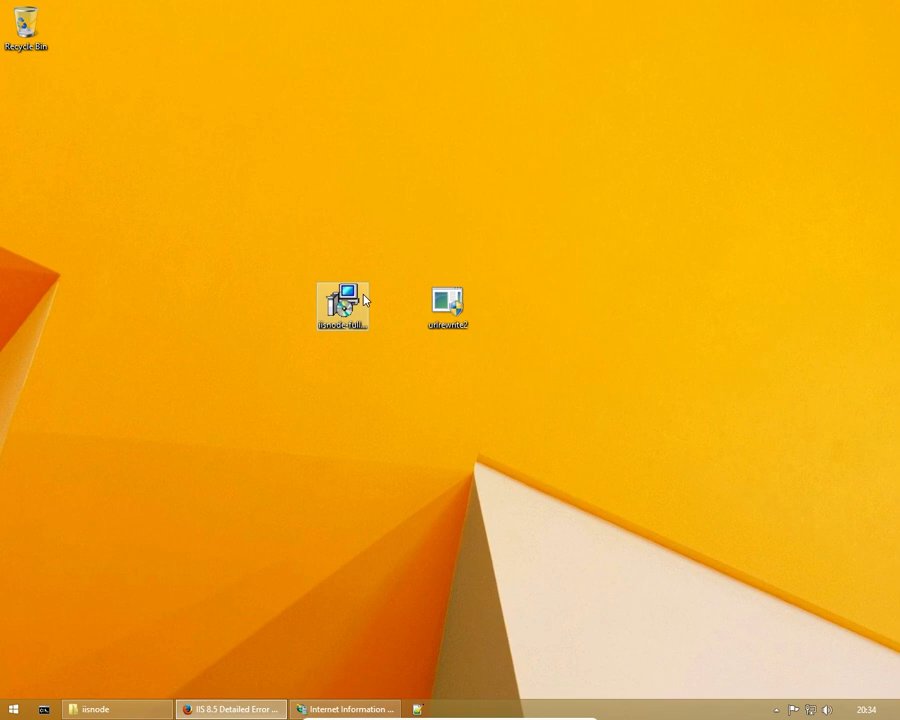 Recycle Bin
iisnode-full...
urlrewrite2
iisnode
IIS 8.5 Detailed Error ...
Internet Information ...
20:34